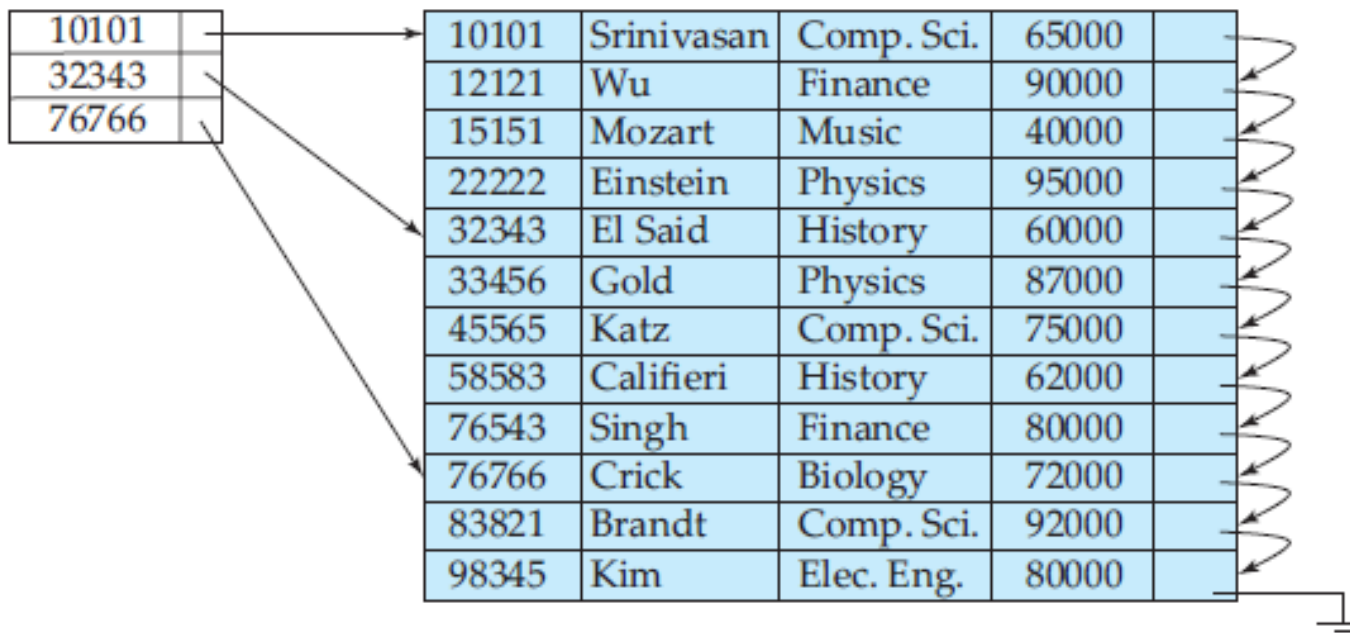 10101
32343
76766
10101 Srinivasan Comp. Sci. 65000
12121 Wu Finance 90000
15151 Mozart Music 40000
22222 Einstein Physics 95000
32343 El Said History 60000
33456 Gold Physics 87000
45565 Katz Comp. Sci. 75000
58583 Califieri History 62000
76543 Singh Finance 80000
76766 Crick Biology 72000
83821 Brandt Comp. Sci. 92000
98345 Kim Elec. Eng. 80000